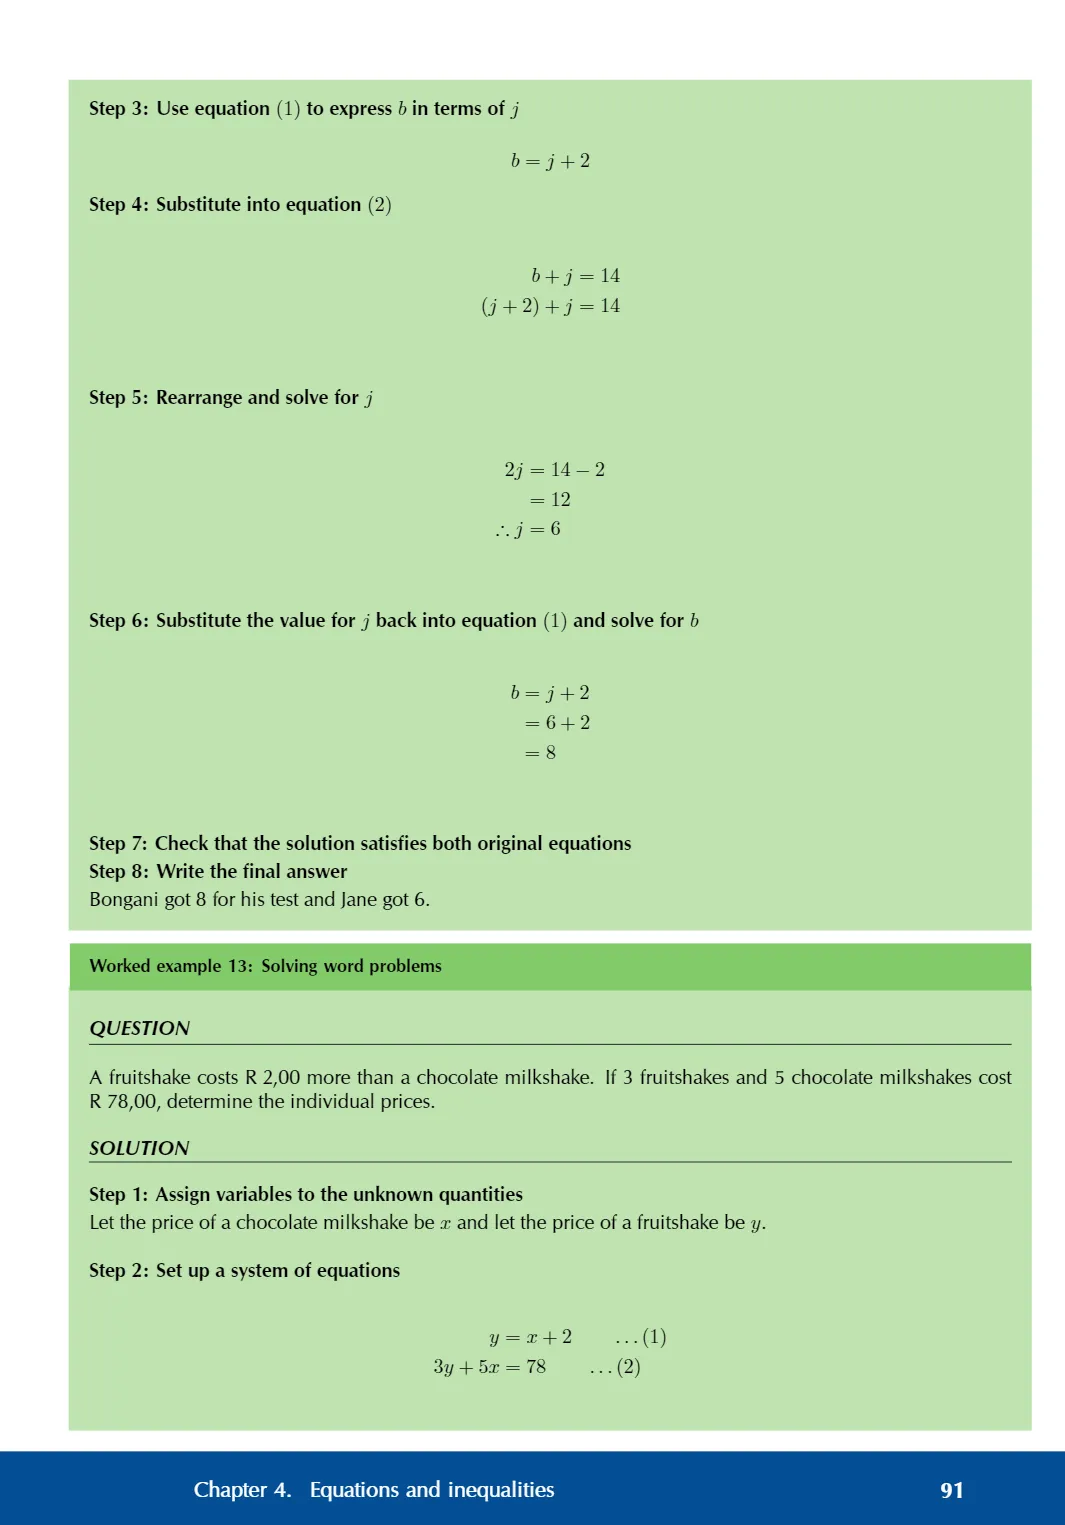 Step 3: Use equation (1) to express b in terms of j
b = j + 2
Step 4: Substitute into equation (2)
b + j = 14
(j + 2) + j = 14
Step 5: Rearrange and solve for j
2j = 14 − 2
= 12
∴ j = 6
Step 6: Substitute the value for j back into equation (1) and solve for b
b = j + 2
= 6 + 2
= 8
Step 7: Check that the solution satisfies both original equations
Step 8: Write the final answer
Bongani got 8 for his test and Jane got 6.
Worked example 13: Solving word problems
QUESTION
A fruitshake costs R 2,00 more than a chocolate milkshake. If 3 fruitshakes and 5 chocolate milkshakes cost
R 78,00, determine the individual prices.
SOLUTION
Step 1: Assign variables to the unknown quantities
Let the price of a chocolate milkshake be x and let the price of a fruitshake be y.
Step 2: Set up a system of equations
y = x + 2 ...(1)
3y + 5x = 78 ...(2)
Chapter 4. Equations and inequalities 91